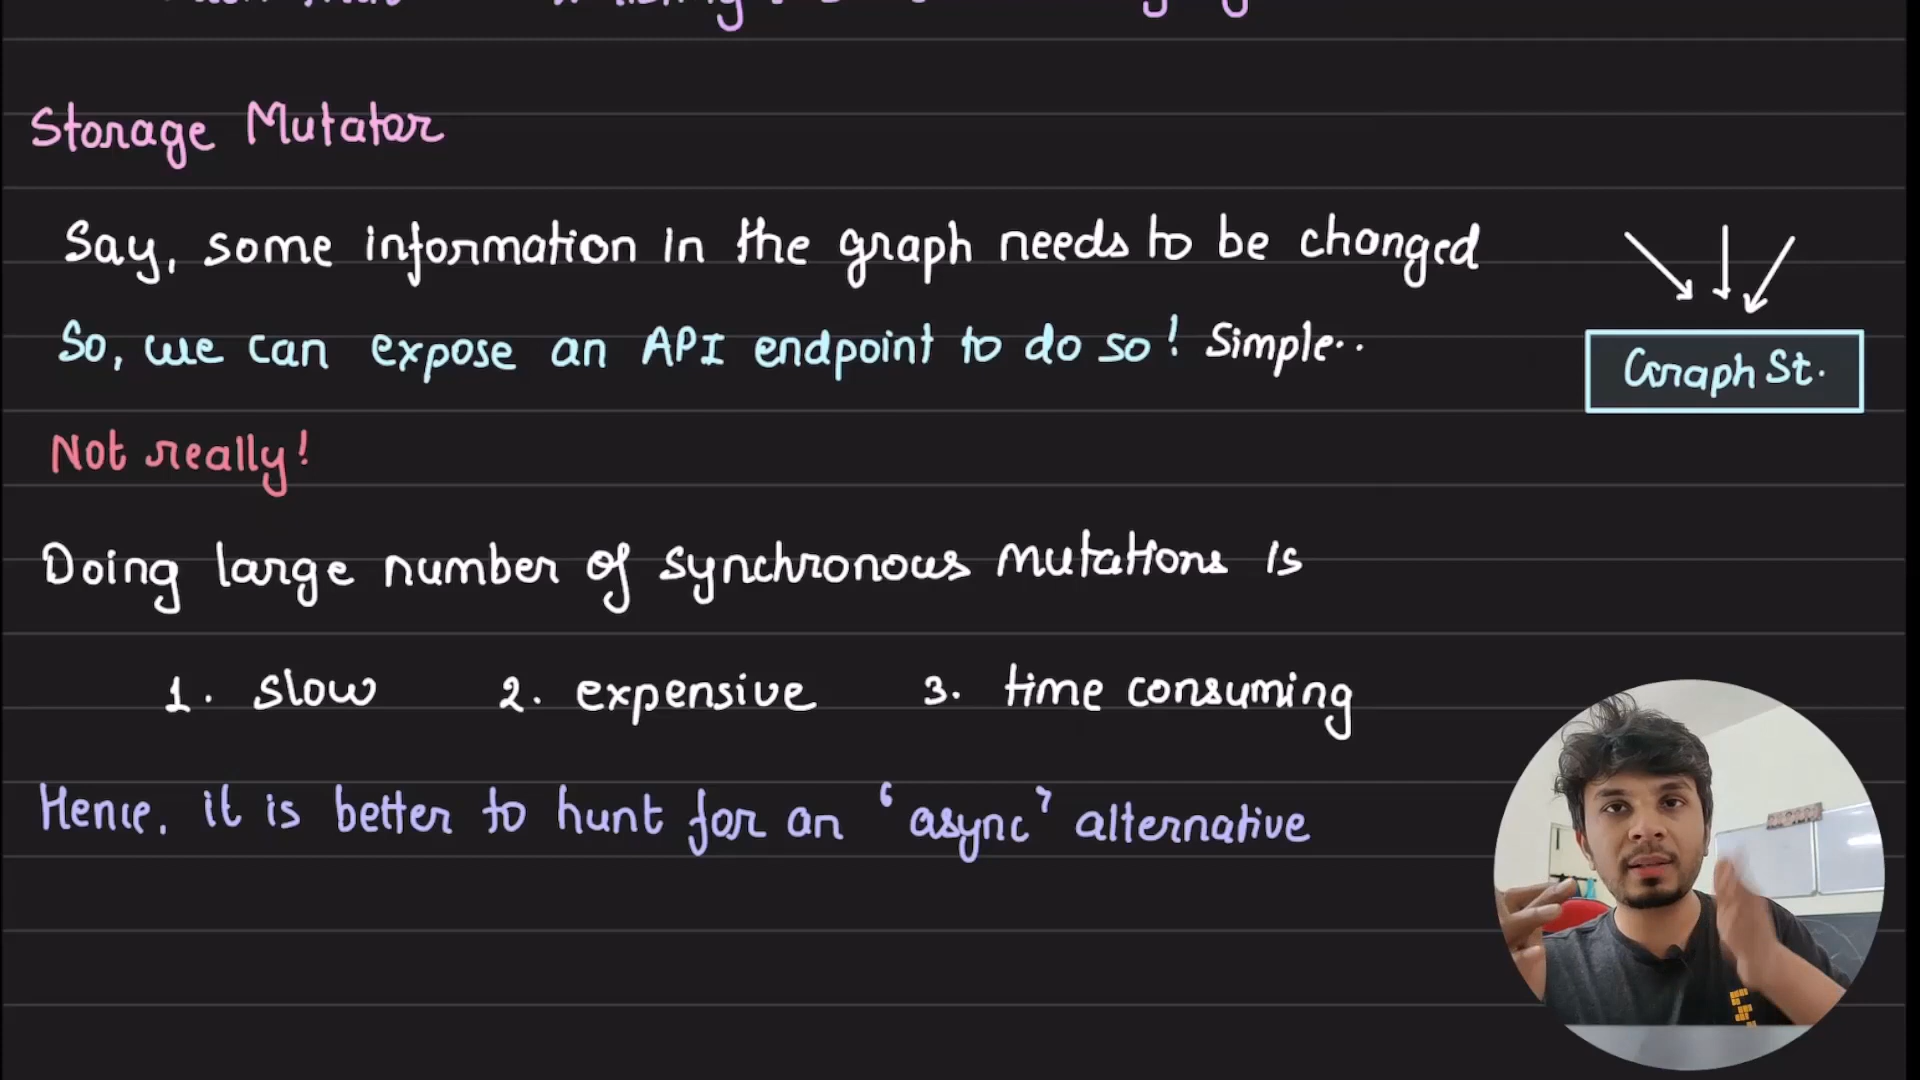 Storage Mutator
Say, some information in the graph needs to be changed
So, we can expose an API endpoint to do so! Simple..
Graph St.
Not really!
Doing large number of synchronous mutations is
1. slow 2. expensive 3. time consuming
Hence, it is better to hunt for an 'async' alternative